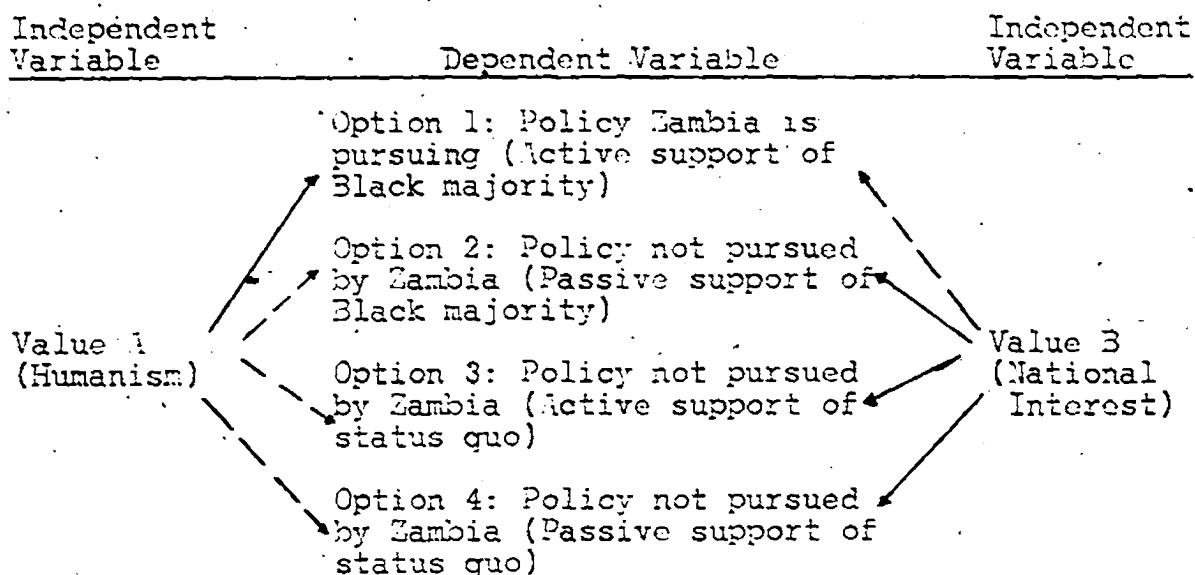 Independent
Variable
Dependent Variable
Independent
Variable
Option 1: Policy Zambia is
pursuing (Active support of
Black majority)
Option 2: Policy not pursued
by Zambia (Passive support of
Black majority)
Value A
(Humanism)
Option 3: Policy not pursued
by Zambia (Active support of
status quo)
Value B
(National
Interest)
Option 4: Policy not pursued
by Zambia (Passive support of
status quo)